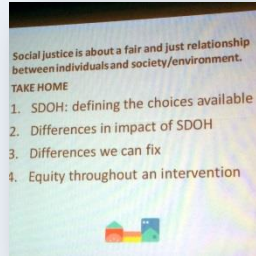 Social justice is about a fair and just relationship
between individuals and society/environment.
TAKE HOME
1. SDOH: defining the choices available
2. Differences in impact of SDOH
3. Differences we can fix
4. Equity throughout an intervention